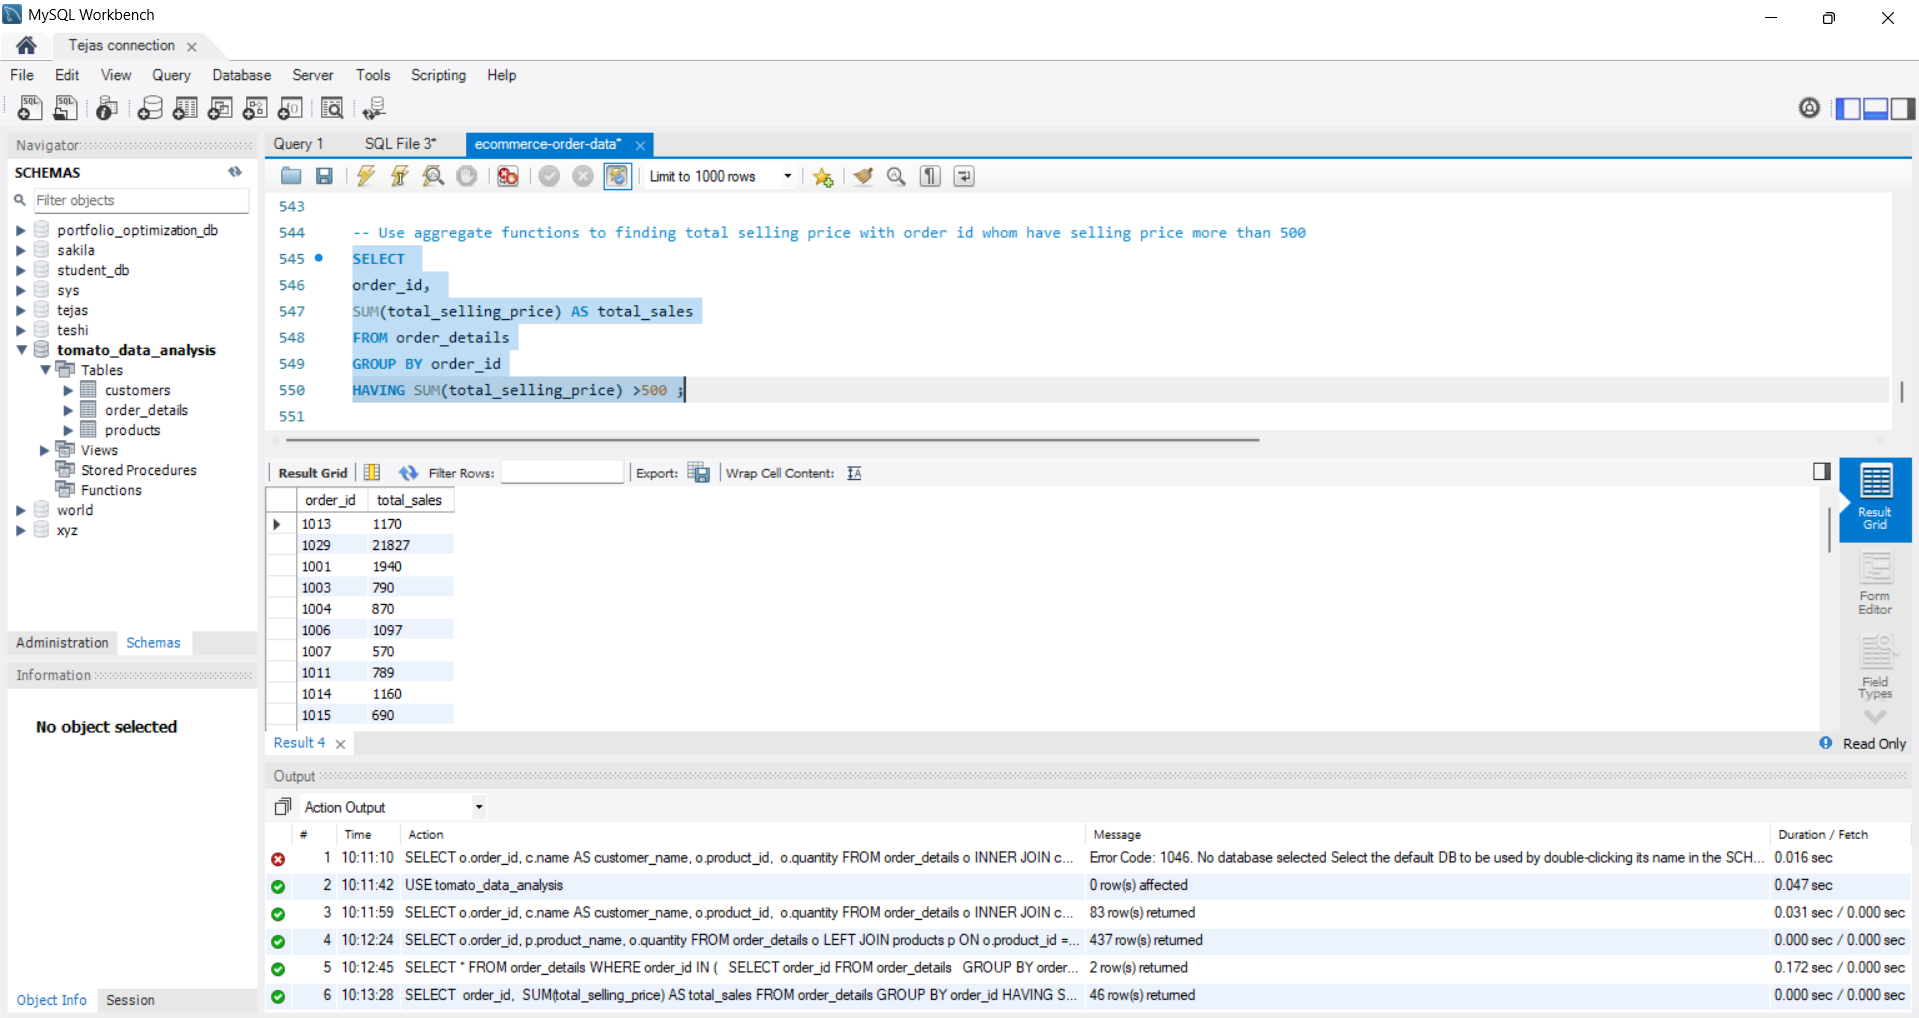 MySQL Workbench
Tejas connection
File Edit View Query Database Server Tools Scripting Help
Navigator
SCHEMAS
Filter objects
portfolio_optimization_db
sakila
student_db
sys
tejas
teshi
tomato_data_analysis
Tables
customers
order_details
products
Views
Stored Procedures
Functions
world
xyz
Administration Schemas
Information
No object selected
Object Info Session
Query 1 SQL File 3* ecommerce-order-data*
Limit to 1000 rows
543
544 -- Use aggregate functions to finding total selling price with order id whom have selling price more than 500
545 SELECT
546 order_id,
547 SUM(total_selling_price) AS total_sales
548 FROM order_details
549 GROUP BY order_id
550 HAVING SUM(total_selling_price) >500 ;
551
Result Grid Filter Rows: Export: Wrap Cell Content:
order_id total_sales
1013 1170
1029 21827
1001 1940
1003 790
1004 870
1006 1097
1007 570
1011 789
1014 1160
1015 690
Result Grid
Form Editor
Field Types
Result 4
Read Only
Output
Action Output
# Time Action Message Duration / Fetch
1 10:11:10 SELECT o.order_id, c.name AS customer_name, o.product_id, o.quantity FROM order_details o INNER JOIN c... Error Code: 1046. No database selected Select the default DB to be used by double-clicking its name in the SCH... 0.016 sec
2 10:11:42 USE tomato_data_analysis 0 row(s) affected 0.047 sec
3 10:11:59 SELECT o.order_id, c.name AS customer_name, o.product_id, o.quantity FROM order_details o INNER JOIN c... 83 row(s) returned 0.031 sec / 0.000 sec
4 10:12:24 SELECT o.order_id, p.product_name, o.quantity FROM order_details o LEFT JOIN products p ON o.product_id =... 437 row(s) returned 0.000 sec / 0.000 sec
5 10:12:45 SELECT * FROM order_details WHERE order_id IN ( SELECT order_id FROM order_details GROUP BY order... 2 row(s) returned 0.172 sec / 0.000 sec
6 10:13:28 SELECT order_id, SUM(total_selling_price) AS total_sales FROM order_details GROUP BY order_id HAVING S... 46 row(s) returned 0.000 sec / 0.000 sec